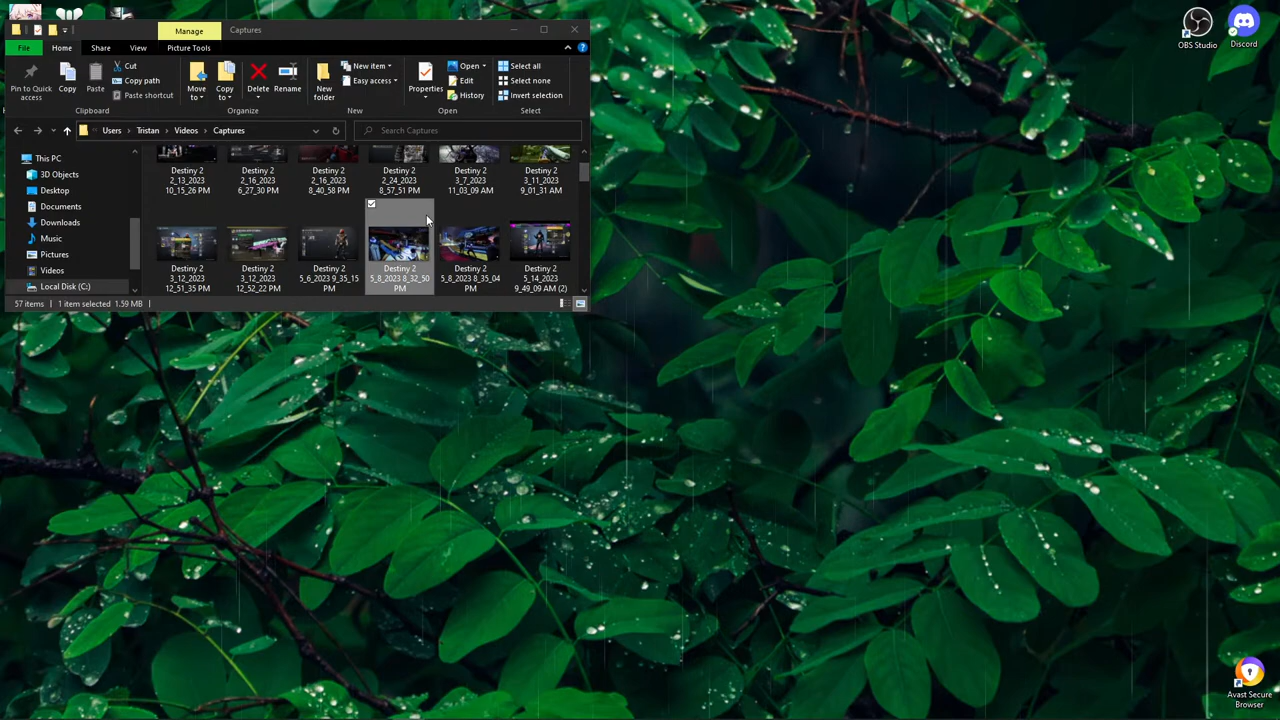 Manage
Captures
File
Home
Share
View
Picture Tools
Pin to Quick
access
Copy
Paste
Cut
Copy path
Paste shortcut
Clipboard
Move
to
Copy
to
Delete
Rename
Organize
New
folder
New item
Easy access
New
Properties
Open
Edit
History
Open
Select all
Select none
Invert selection
Select
Users
Tristan
Videos
Captures
Search Captures
This PC
3D Objects
Desktop
Documents
Downloads
Music
Pictures
Videos
Local Disk (C:)
Destiny 2
2_13_2023
10_15_26 PM
Destiny 2
2_16_2023
6_27_30 PM
Destiny 2
2_16_2023
8_40_58 PM
Destiny 2
2_24_2023
8_57_51 PM
Destiny 2
3_7_2023
11_03_09 AM
Destiny 2
3_11_2023
9_01_31 AM
Destiny 2
3_12_2023
12_51_35 PM
Destiny 2
3_12_2023
12_52_22 PM
Destiny 2
5_6_2023 9_35_15
PM
Destiny 2
5_8_2023 8_32_50
PM
Destiny 2
5_8_2023 8_35_04
PM
Destiny 2
5_14_2023
9_49_09 AM (2)
57 items
1 item selected 1.59 MB
OBS Studio
Discord
Avast Secure
Browser